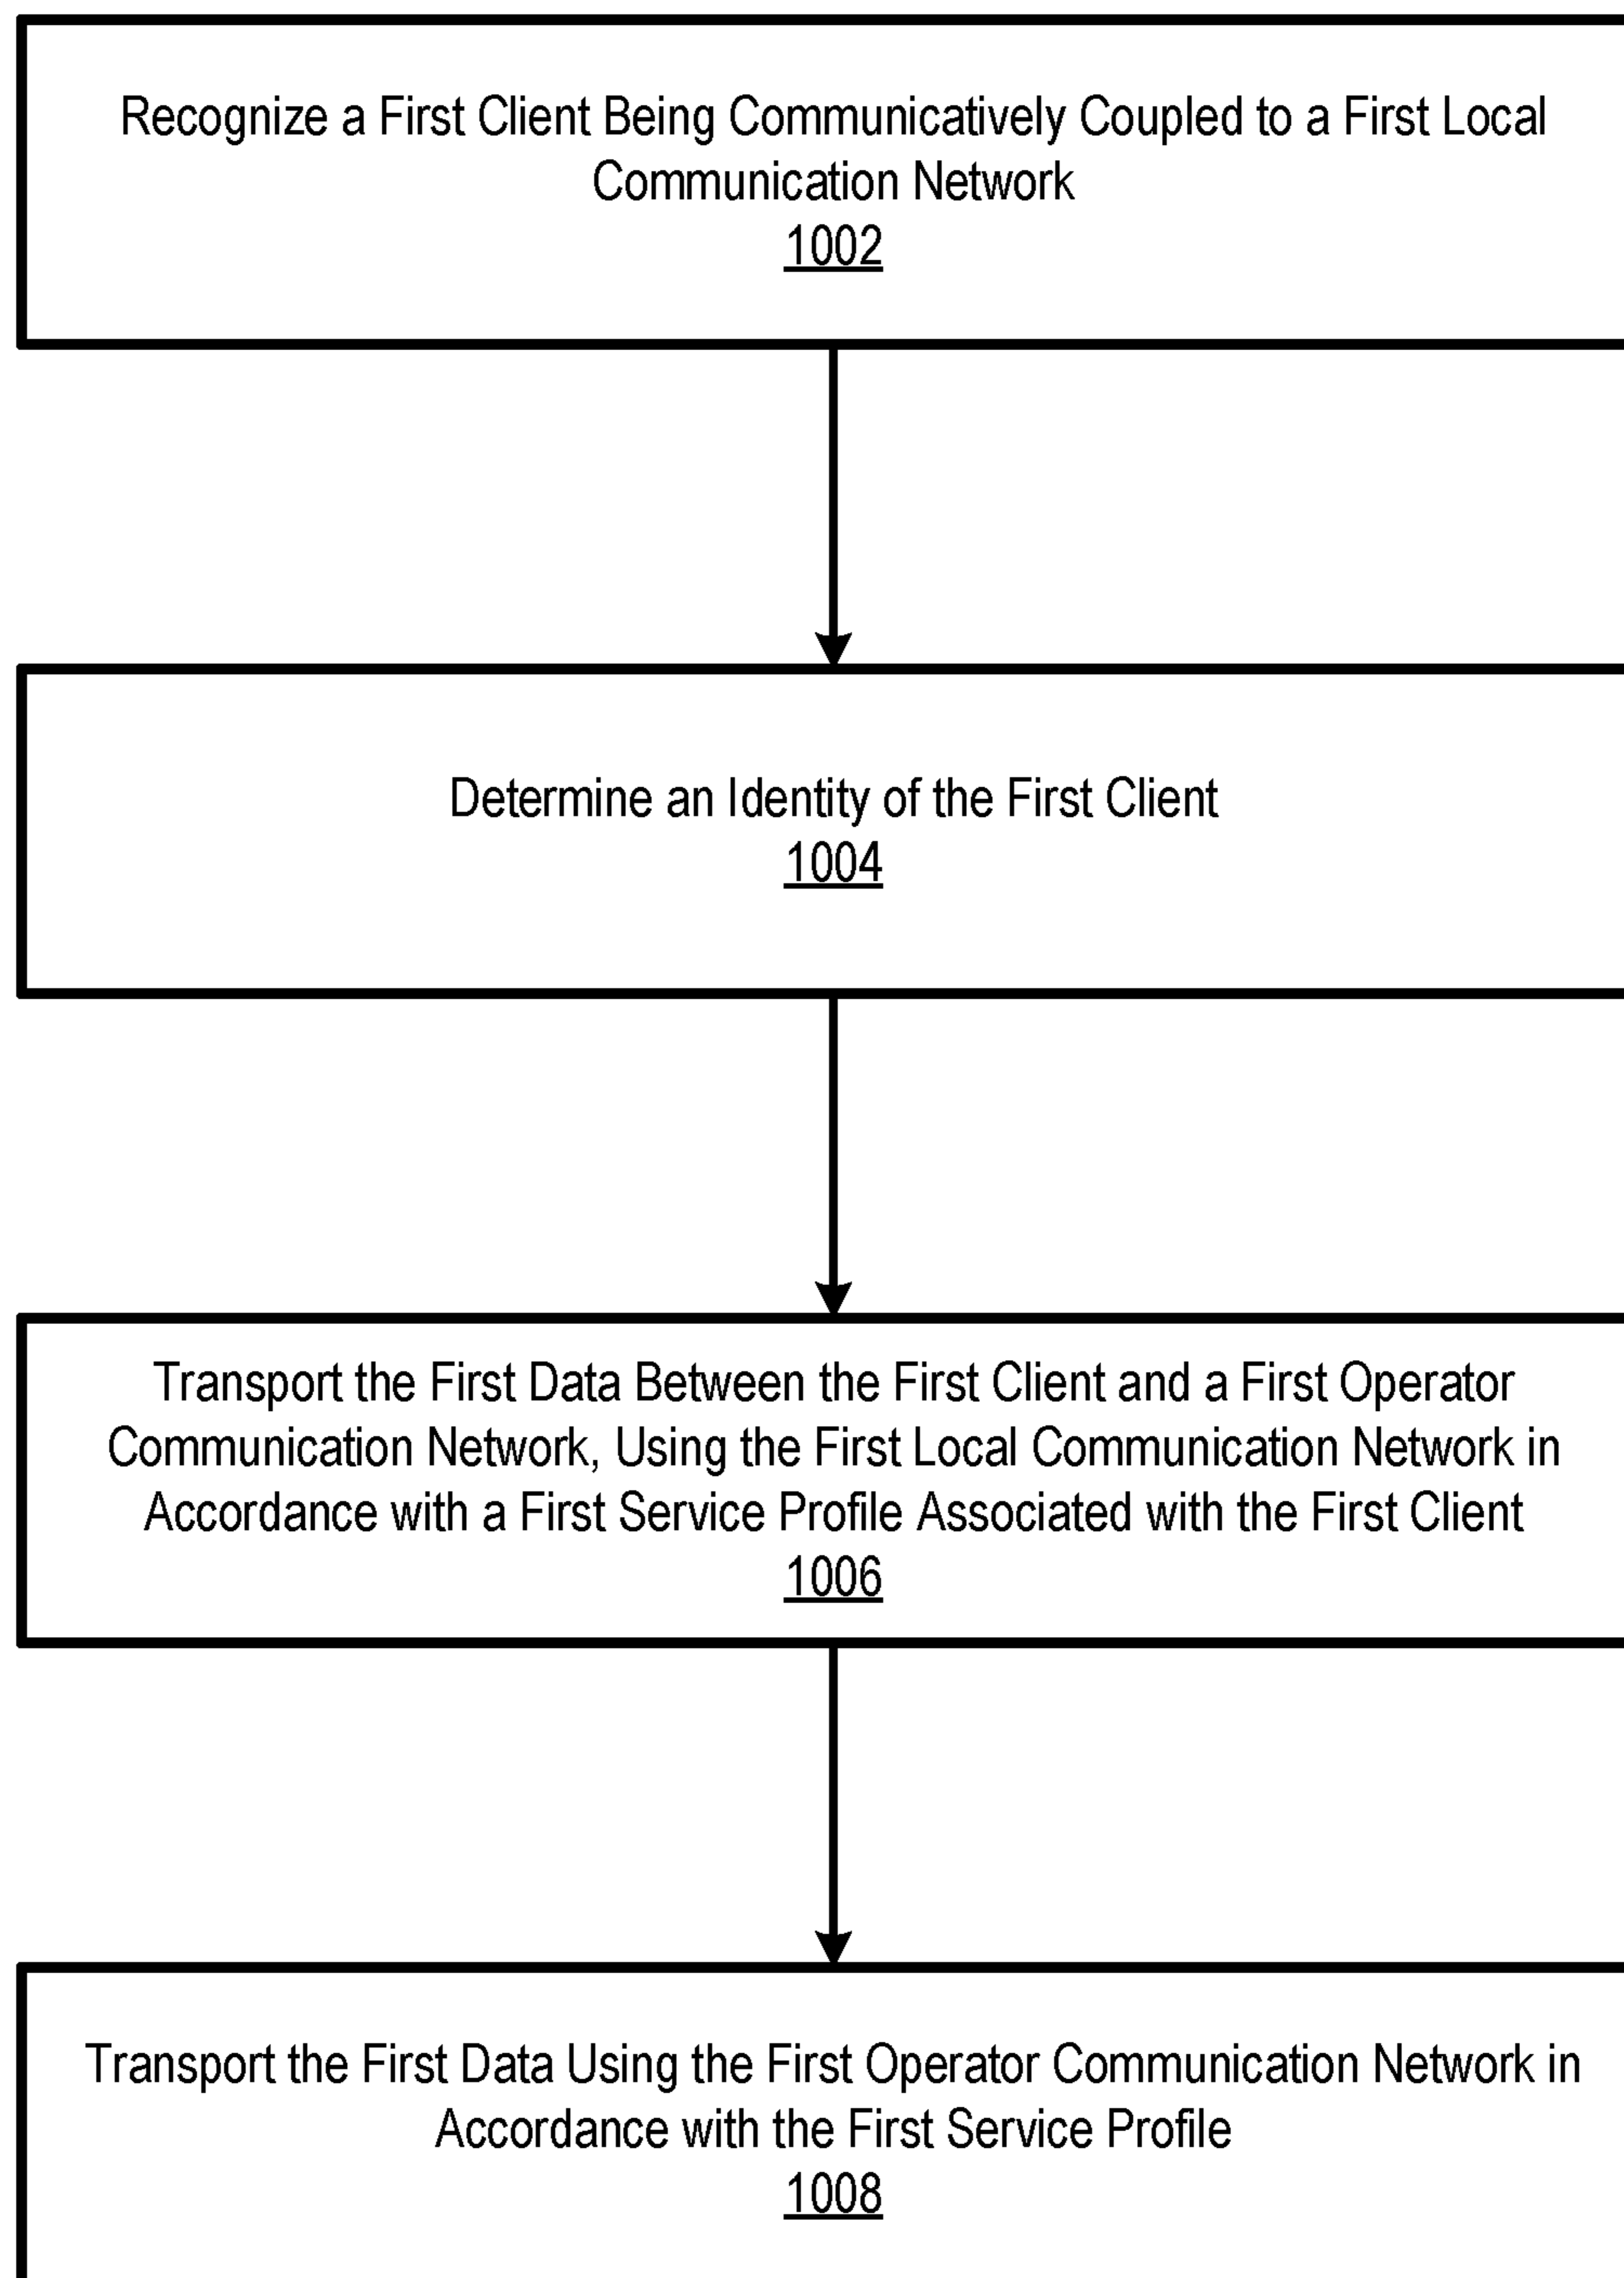 Recognize a First Client Being Communicatively Coupled to a First Local
Communication Network
1002
Determine an Identity of the First Client
1004
Transport the First Data Between the First Client and a First Operator
Communication Network, Using the First Local Communication Network in
Accordance with a First Service Profile Associated with the First Client
1006
Transport the First Data Using the First Operator Communication Network in
Accordance with the First Service Profile
1008